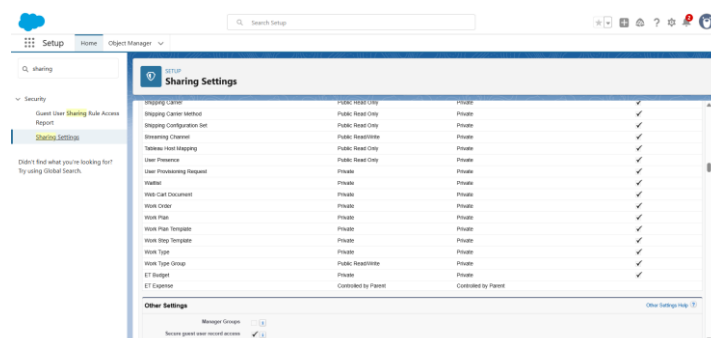 Search Setup
Setup Home Object Manager
sharing
SETUP
Sharing Settings
Security
Guest User Sharing Rule Access
Report
Sharing Settings
Didn't find what you're looking for?
Try using Global Search.
Shipping Carrier Public Read Only Private
Shipping Carrier Method Public Read Only Private
Shipping Configuration Set Public Read Only Private
Streaming Channel Public Read/Write Private
Tableau Host Mapping Public Read Only Private
User Presence Public Read Only Private
User Provisioning Request Private Private
Waitlist Private Private
Web Cart Document Private Private
Work Order Private Private
Work Plan Private Private
Work Plan Template Private Private
Work Step Template Private Private
Work Type Private Private
Work Type Group Public Read/Write Private
ET Budget Private Private
ET Expense Controlled by Parent Controlled by Parent
Other Settings Other Settings Help ?
Manager Groups
Secure guest user record access